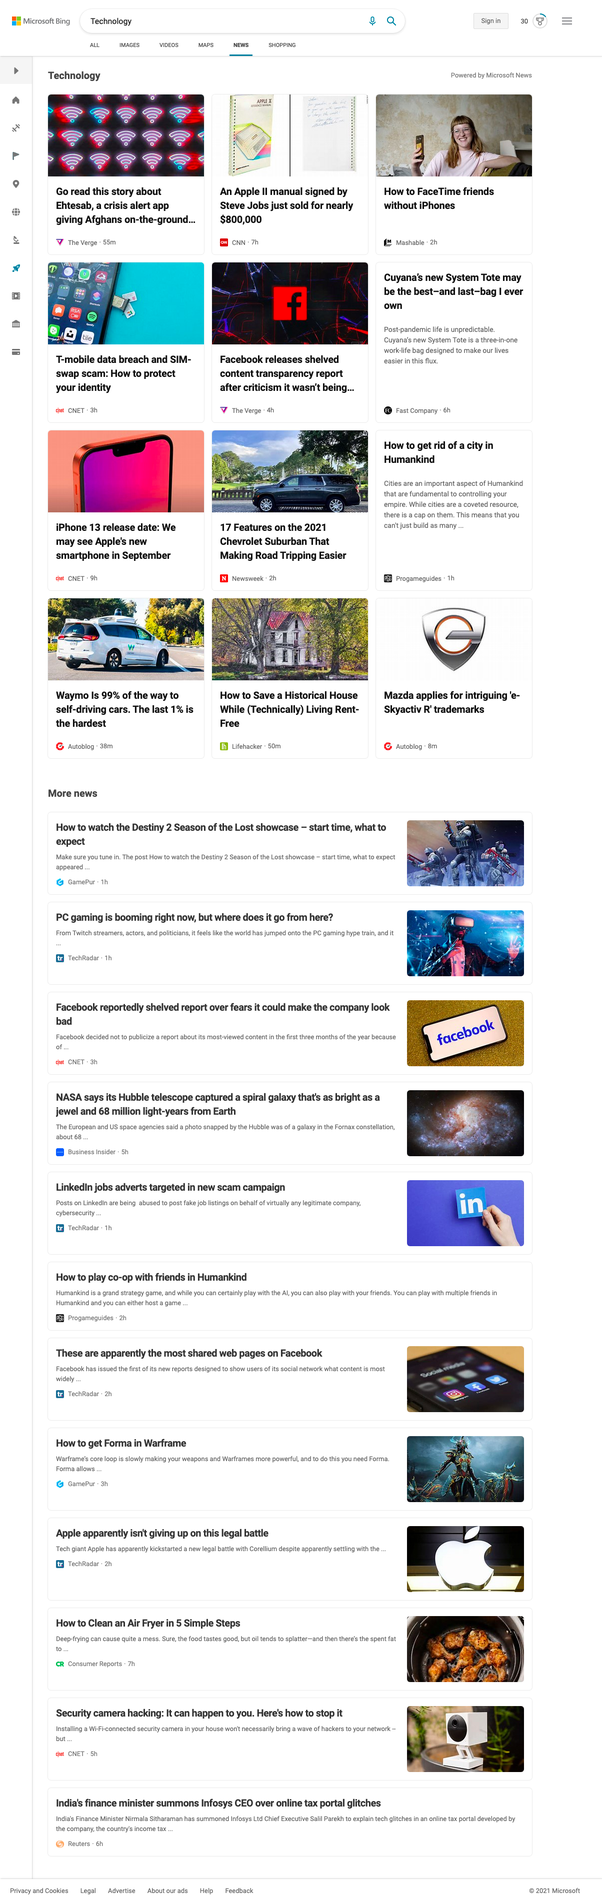 Microsoft Bing
Technology
Sign in
30
ALL
IMAGES
VIDEOS
MAPS
NEWS
SHOPPING
Technology
Powered by Microsoft News
Go read this story about
Ehtesab, a crisis alert app
giving Afghans on-the-ground...
The Verge · 55m
APPLE II
An Apple II manual signed by
Steve Jobs just sold for nearly
$800,000
CNN · 7h
How to FaceTime friends
without iPhones
Mashable · 2h
T-mobile data breach and SIM-
swap scam: How to protect
your identity
CNET · 3h
Facebook releases shelved
content transparency report
after criticism it wasn't being...
The Verge · 4h
Cuyana's new System Tote may
be the best–and last–bag I ever
own
Post-pandemic life is unpredictable.
Cuyana's new System Tote is a three-in-one
work-life bag designed to make our lives
easier in this flux.
Fast Company · 6h
iPhone 13 release date: We
may see Apple's new
smartphone in September
CNET · 9h
17 Features on the 2021
Chevrolet Suburban That
Making Road Tripping Easier
Newsweek · 2h
How to get rid of a city in
Humankind
Cities are an important aspect of Humankind
that are fundamental to controlling your
empire. While cities are a coveted resource,
there is a cap on them. This means that you
can't just build as many ...
Progameguides · 1h
Waymo Is 99% of the way to
self-driving cars. The last 1% is
the hardest
Autoblog · 38m
How to Save a Historical House
While (Technically) Living Rent-
Free
Lifehacker · 50m
Mazda applies for intriguing 'e-
Skyactiv R' trademarks
Autoblog · 8m
More news
How to watch the Destiny 2 Season of the Lost showcase – start time, what to
expect
Make sure you tune in. The post How to watch the Destiny 2 Season of the Lost showcase – start time, what to expect
appeared ...
GamePur · 1h
PC gaming is booming right now, but where does it go from here?
From Twitch streamers, actors, and politicians, it feels like the world has jumped onto the PC gaming hype train, and it
...
TechRadar · 1h
Facebook reportedly shelved report over fears it could make the company look
bad
Facebook decided not to publicize a report about its most-viewed content in the first three months of the year because
of ...
CNET · 3h
facebook
NASA says its Hubble telescope captured a spiral galaxy that's as bright as a
jewel and 68 million light-years from Earth
The European and US space agencies said a photo snapped by the Hubble was of a galaxy in the Fornax constellation,
about 68 ...
Business Insider · 5h
LinkedIn jobs adverts targeted in new scam campaign
Posts on LinkedIn are being abused to post fake job listings on behalf of virtually any legitimate company,
cybersecurity ...
TechRadar · 1h
in
How to play co-op with friends in Humankind
Humankind is a grand strategy game, and while you can certainly play with the AI, you can also play with your friends. You can play with multiple friends in
Humankind and you can either host a game ...
Progameguides · 2h
These are apparently the most shared web pages on Facebook
Facebook has issued the first of its new reports designed to show users of its social network what content is most
widely ...
TechRadar · 2h
Social media
How to get Forma in Warframe
Warframe's core loop is slowly making your weapons and Warframes more powerful, and to do this you need Forma.
Forma allows ...
GamePur · 3h
Apple apparently isn't giving up on this legal battle
Tech giant Apple has apparently kickstarted a new legal battle with Corellium despite apparently settling with the ...
TechRadar · 2h
How to Clean an Air Fryer in 5 Simple Steps
Deep-frying can cause quite a mess. Sure, the food tastes good, but oil tends to splatter—and then there's the spent fat
to ...
CR Consumer Reports · 7h
Security camera hacking: It can happen to you. Here's how to stop it
Installing a Wi-Fi-connected security camera in your house won't necessarily bring a wave of hackers to your network –
but ...
CNET · 5h
India's finance minister summons Infosys CEO over online tax portal glitches
India's Finance Minister Nirmala Sitharaman has summoned Infosys Ltd Chief Executive Salil Parekh to explain tech glitches in an online tax portal developed by
the company, the country's income tax ...
Reuters · 6h
Privacy and Cookies
Legal
Advertise
About our ads
Help
Feedback
© 2021 Microsoft